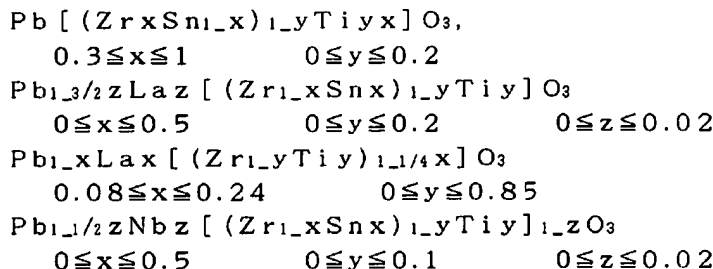 Pb[(ZrxSn1-x)1-yTiyx]O3,
0.3≦x≦1 0≦y≦0.2
Pb1-3/2zLaz[(Zr1-xSnx)1-yTiy]O3
0≦x≦0.5 0≦y≦0.2 0≦z≦0.02
Pb1-xLax[(Zr1-yTiy)1-1/4x]O3
0.08≦x≦0.24 0≦y≦0.85
Pb1-1/2zNbz[(Zr1-xSnx)1-yTiy]1-zO3
0≦x≦0.5 0≦y≦0.1 0≦z≦0.02